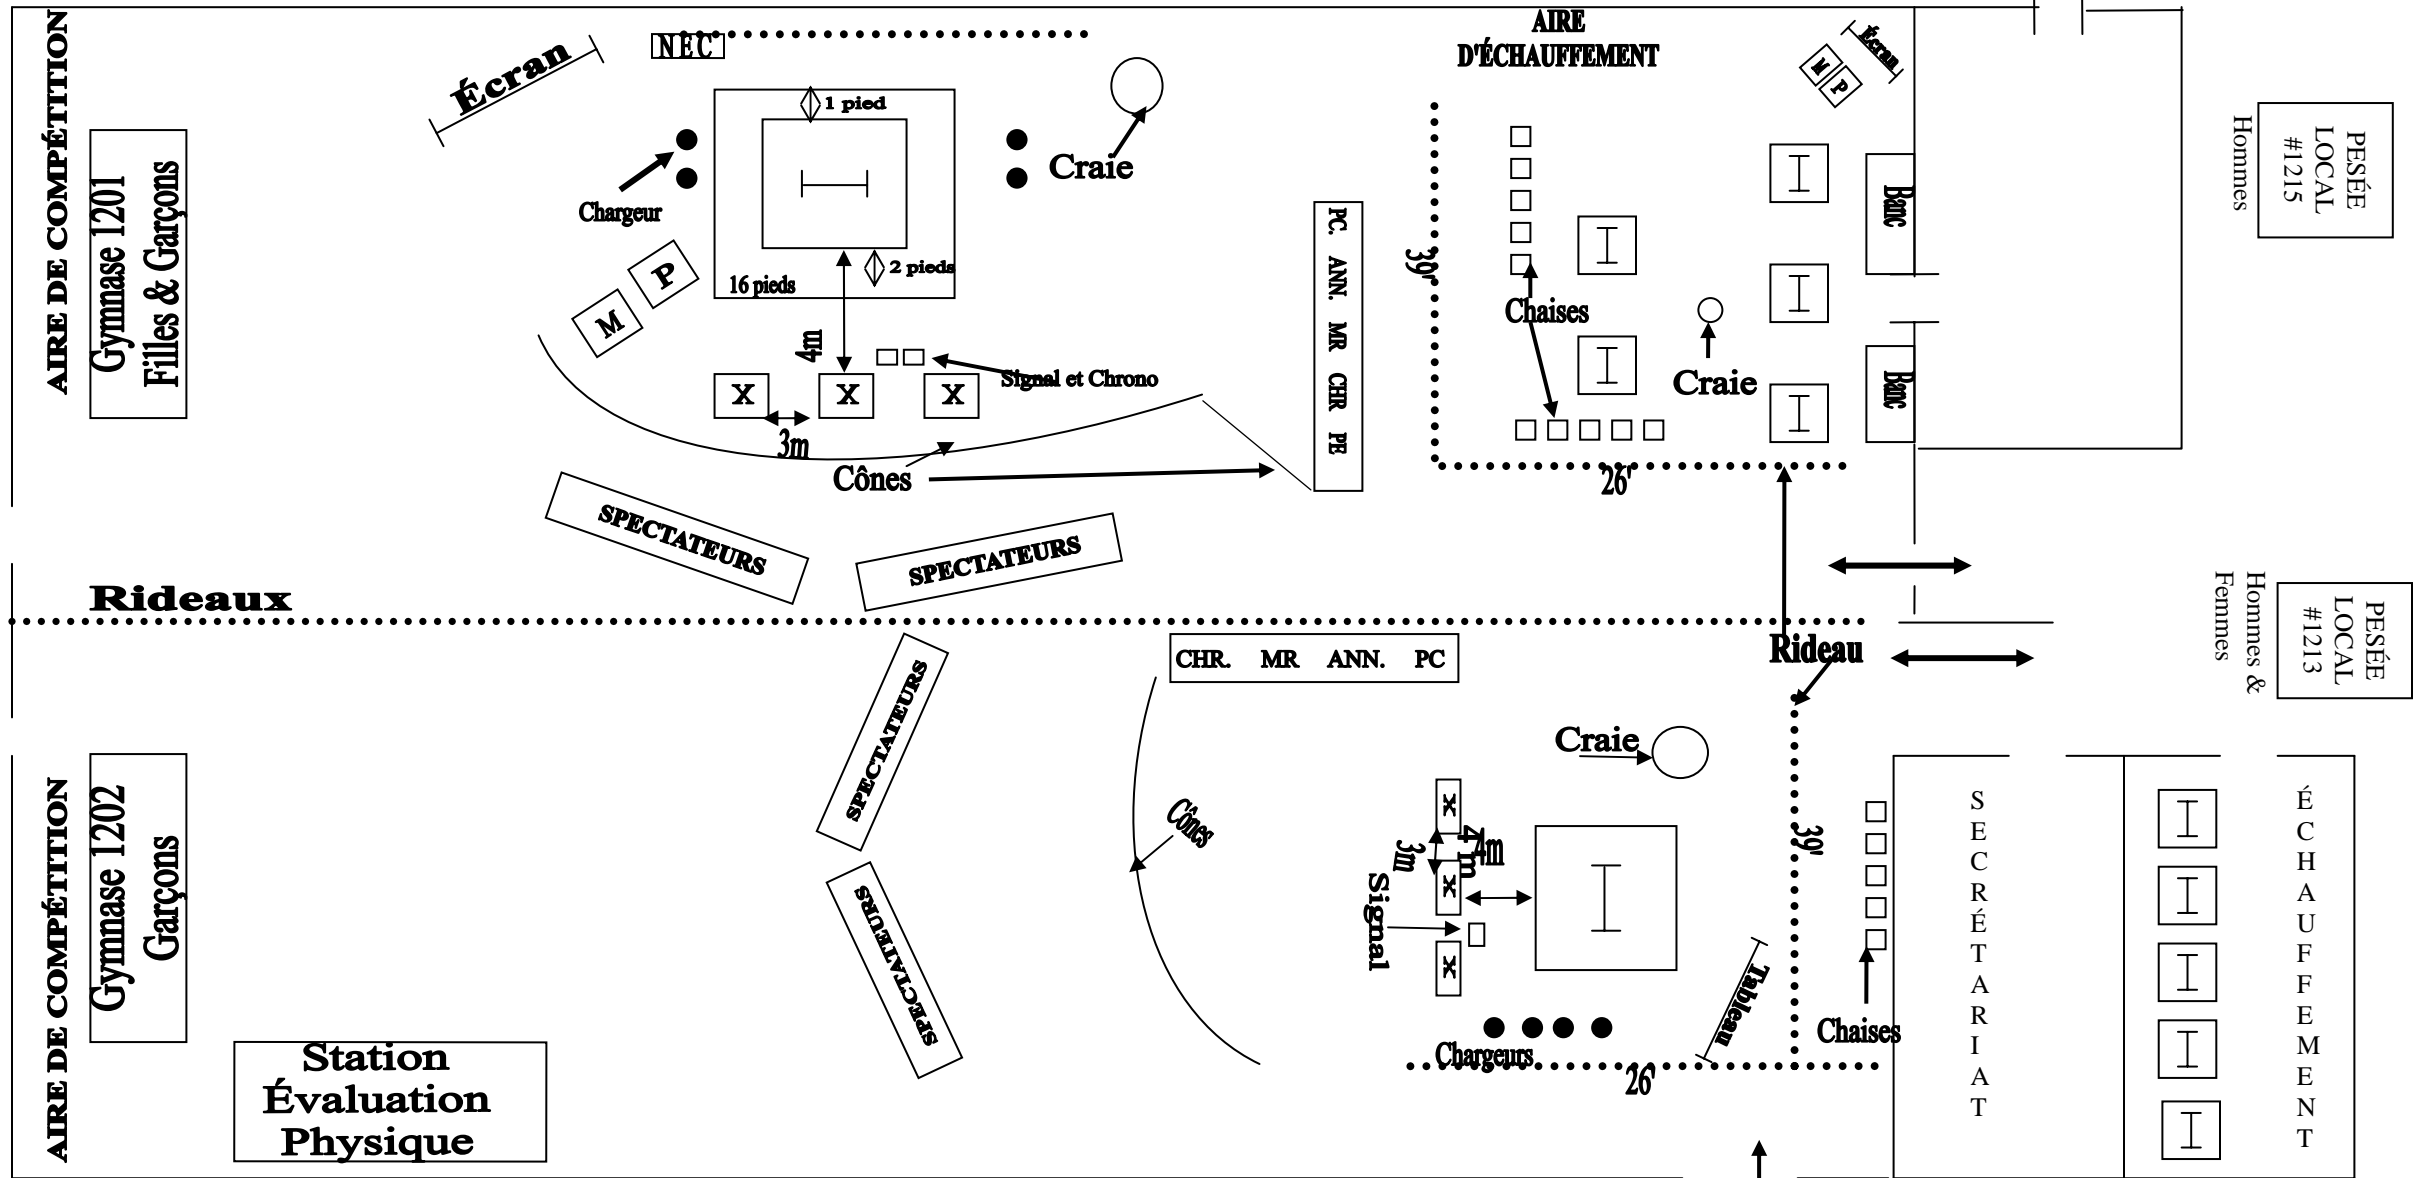 AIRE DE COMPÉTITION
Gymnase 1201
Filles & Garçons
Écran
NEC
1 pied
Chargeur
Craie
2 pieds
16 pieds
M
P
4m
Signal et Chrono
X
X
X
3m
Cônes
SPECTATEURS
SPECTATEURS
PC. ANN. MR CHR PE
AIRE
D'ÉCHAUFFEMENT
Écran
M
P
39'
Chaises
Craie
Banc
Banc
26'
PESÉE
LOCAL
#1215
Hommes
Rideaux
Rideau
PESÉE
LOCAL
#1213
Hommes &
Femmes
AIRE DE COMPÉTITION
Gymnase 1202
Garçons
Station
Évaluation
Physique
SPECTATEURS
SPECTATEURS
CHR. MR ANN. PC
Cônes
Craie
X
X
X
3m
4 m
4m
Signal
Chargeurs
Tableau
39'
26'
Chaises
SECRÉTARIAT
ÉCHAUFFEMENT